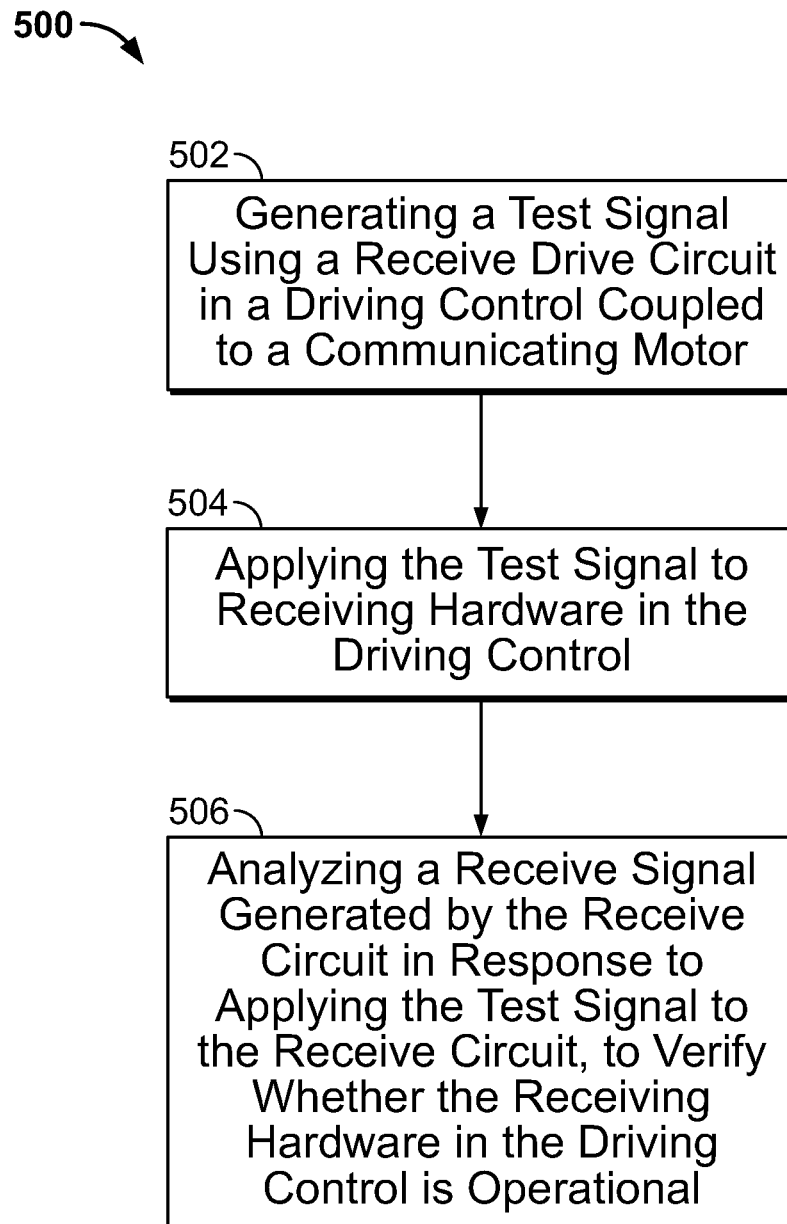 500
502
Generating a Test Signal
Using a Receive Drive Circuit
in a Driving Control Coupled
to a Communicating Motor
504
Applying the Test Signal to
Receiving Hardware in the
Driving Control
506
Analyzing a Receive Signal
Generated by the Receive
Circuit in Response to
Applying the Test Signal to
the Receive Circuit, to Verify
Whether the Receiving
Hardware in the Driving
Control is Operational